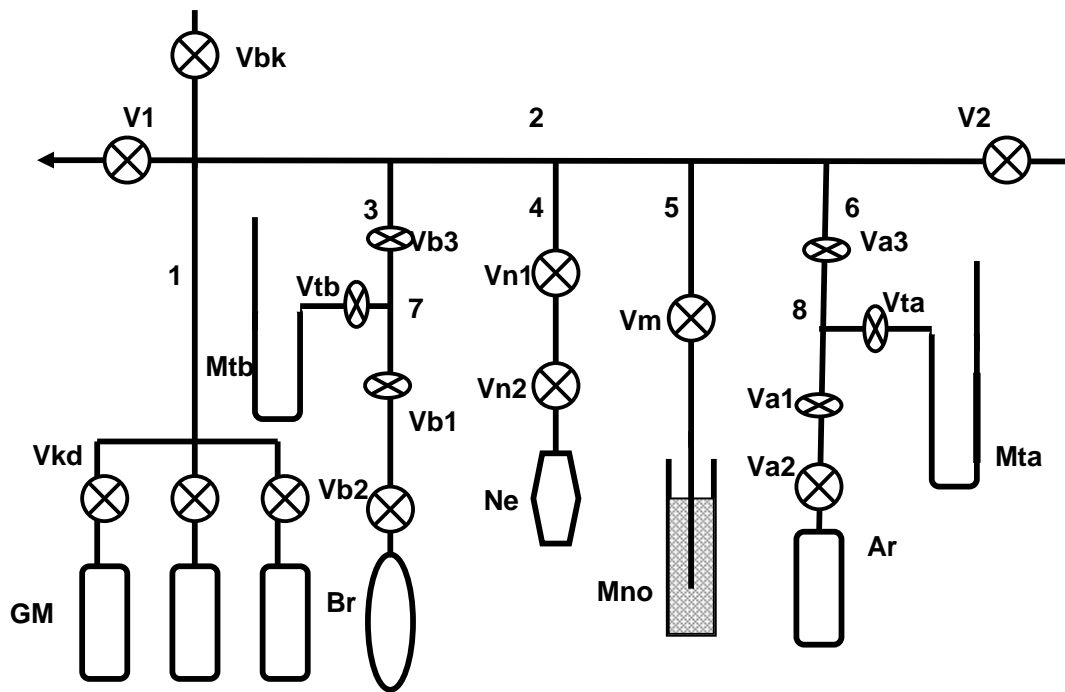 Vbk
V1
2
V2
3
4
5
6
Vb3
Va3
1
Vtb
Vn1
7
8
Vta
Vm
Mtb
Vn2
Vb1
Va1
Vkd
Va2
Mta
Vb2
Ne
Ar
GM
Br
Mno